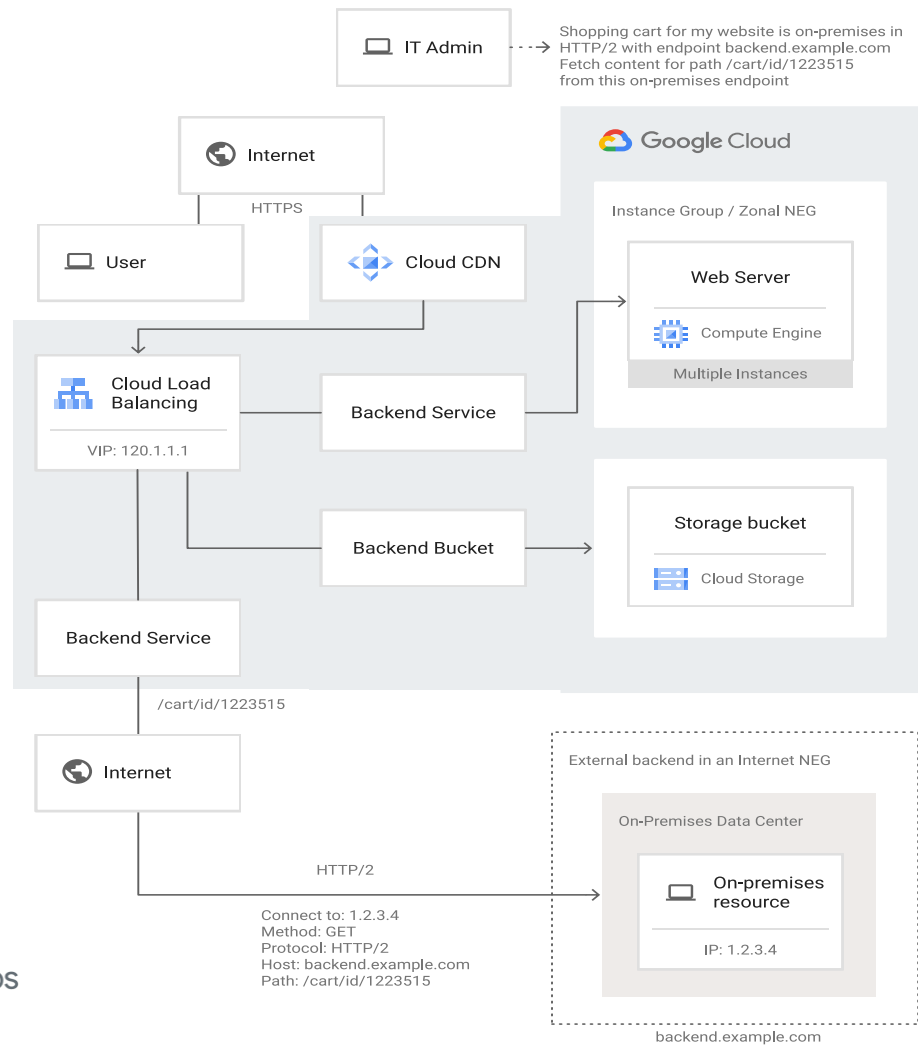 IT Admin
Shopping cart for my website is on-premises in
HTTP/2 with endpoint backend.example.com
Fetch content for path /cart/id/1223515
from this on-premises endpoint
Google Cloud
Internet
HTTPS
Instance Group / Zonal NEG
User
Cloud CDN
Web Server
Compute Engine
Multiple Instances
Cloud Load
Balancing
VIP: 120.1.1.1
Backend Service
Storage bucket
Cloud Storage
Backend Bucket
Backend Service
/cart/id/1223515
Internet
External backend in an Internet NEG
On-Premises Data Center
On-premises
resource
IP: 1.2.3.4
HTTP/2
Connect to: 1.2.3.4
Method: GET
Protocol: HTTP/2
Host: backend.example.com
Path: /cart/id/1223515
backend.example.com